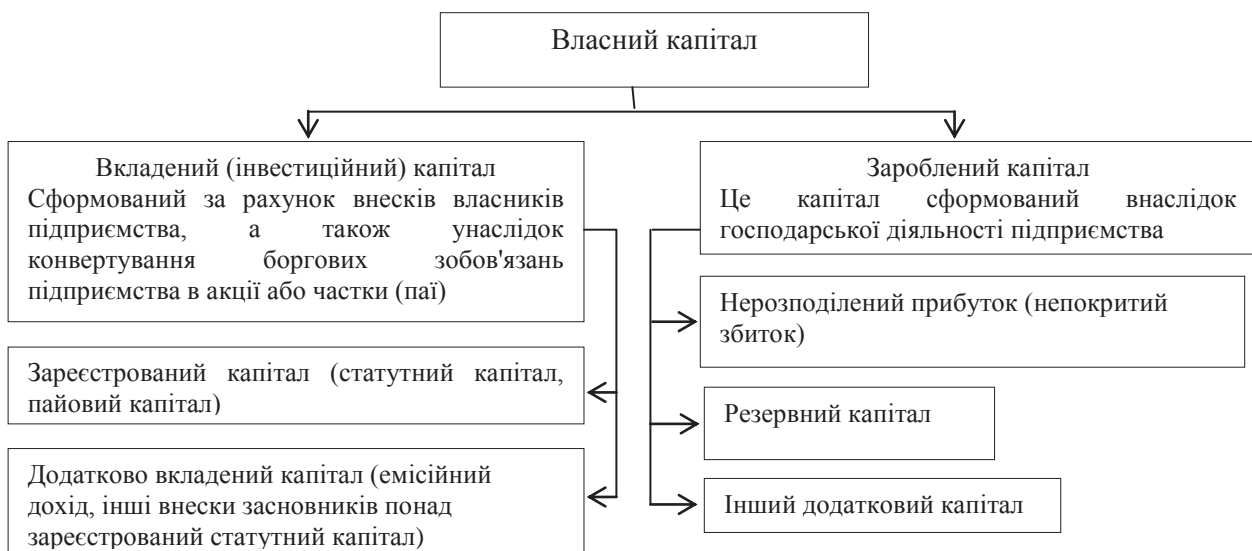 Власний капітал
Вкладений (інвестиційний) капітал
Сформований за рахунок внесків власників
підприємства, а також унаслідок
конвертування боргових зобов'язань
підприємства в акції або частки (паї)
Зареєстрований капітал (статутний капітал,
пайовий капітал)
Додатково вкладений капітал (емісійний
дохід, інші внески засновників понад
зареєстрований статутний капітал)
Зароблений капітал
Це капітал сформований внаслідок
господарської діяльності підприємства
Нерозподілений прибуток (непокритий
збиток)
Резервний капітал
Інший додатковий капітал